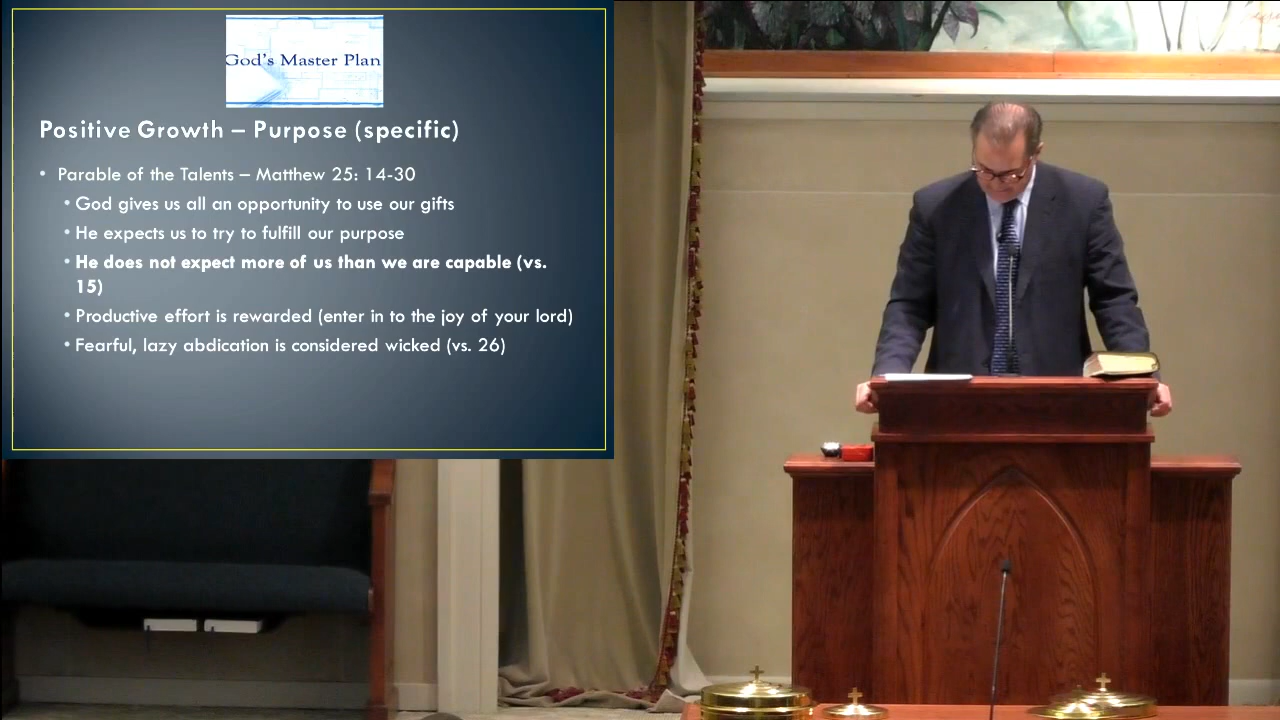 God's Master Plan
Positive Growth – Purpose (specific)
• Parable of the Talents – Matthew 25: 14-30
• God gives us all an opportunity to use our gifts
• He expects us to try to fulfill our purpose
• He does not expect more of us than we are capable (vs.
15)
• Productive effort is rewarded (enter in to the joy of your lord)
• Fearful, lazy abdication is considered wicked (vs. 26)